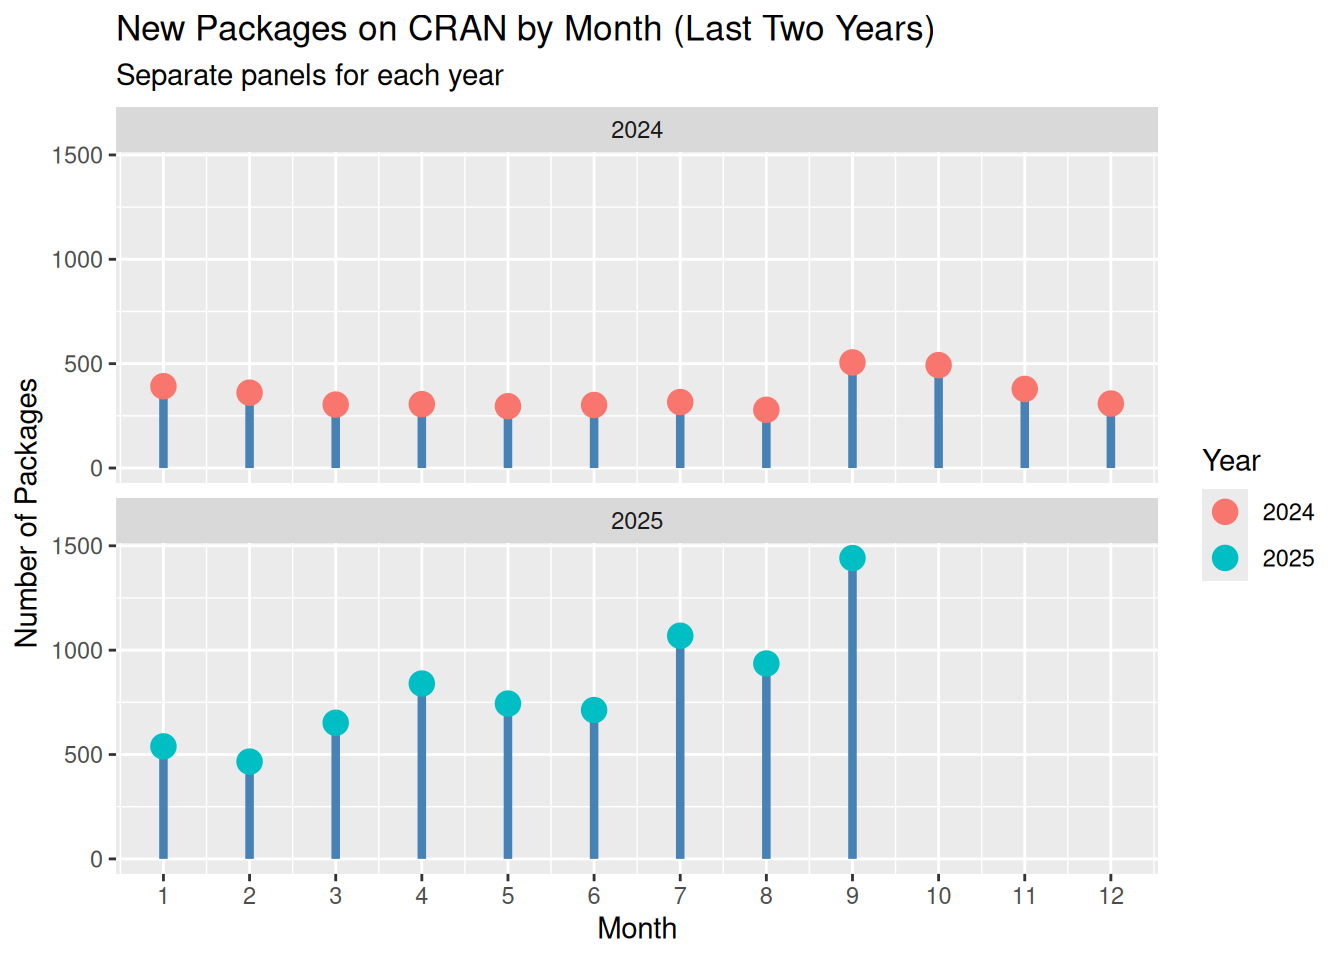 New Packages on CRAN by Month (Last Two Years)
Separate panels for each year
2024
1500
1000
500
0
2025
1500
1000
500
0
1 2 3 4 5 6 7 8 9 10 11 12
Month
Number of Packages
Year
2024
2025